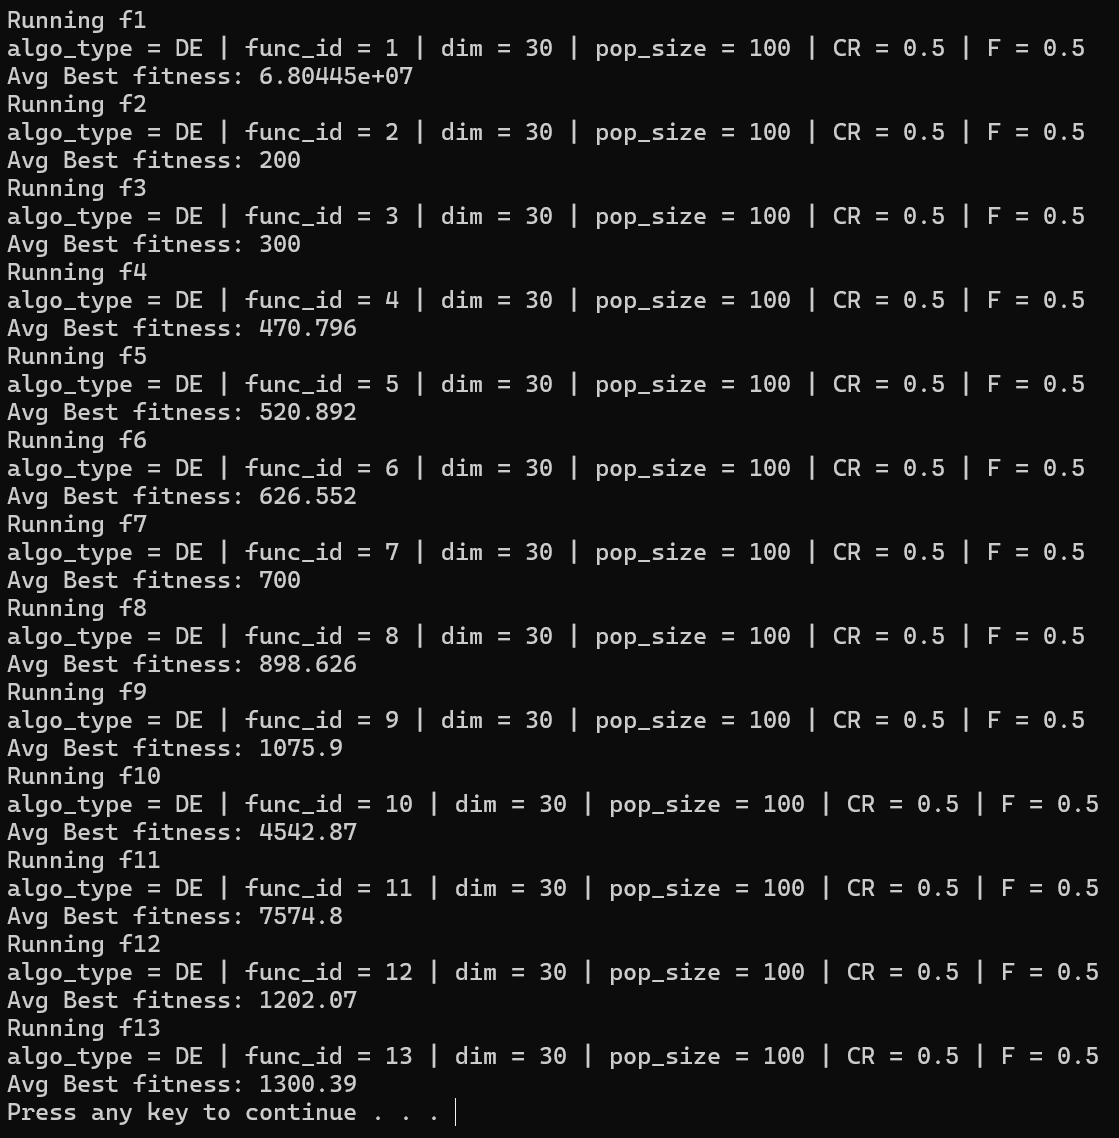 Running f1
algo_type = DE | func_id = 1 | dim = 30 | pop_size = 100 | CR = 0.5 | F = 0.5
Avg Best fitness: 6.80445e+07
Running f2
algo_type = DE | func_id = 2 | dim = 30 | pop_size = 100 | CR = 0.5 | F = 0.5
Avg Best fitness: 200
Running f3
algo_type = DE | func_id = 3 | dim = 30 | pop_size = 100 | CR = 0.5 | F = 0.5
Avg Best fitness: 300
Running f4
algo_type = DE | func_id = 4 | dim = 30 | pop_size = 100 | CR = 0.5 | F = 0.5
Avg Best fitness: 470.796
Running f5
algo_type = DE | func_id = 5 | dim = 30 | pop_size = 100 | CR = 0.5 | F = 0.5
Avg Best fitness: 520.892
Running f6
algo_type = DE | func_id = 6 | dim = 30 | pop_size = 100 | CR = 0.5 | F = 0.5
Avg Best fitness: 626.552
Running f7
algo_type = DE | func_id = 7 | dim = 30 | pop_size = 100 | CR = 0.5 | F = 0.5
Avg Best fitness: 700
Running f8
algo_type = DE | func_id = 8 | dim = 30 | pop_size = 100 | CR = 0.5 | F = 0.5
Avg Best fitness: 898.626
Running f9
algo_type = DE | func_id = 9 | dim = 30 | pop_size = 100 | CR = 0.5 | F = 0.5
Avg Best fitness: 1075.9
Running f10
algo_type = DE | func_id = 10 | dim = 30 | pop_size = 100 | CR = 0.5 | F = 0.5
Avg Best fitness: 4542.87
Running f11
algo_type = DE | func_id = 11 | dim = 30 | pop_size = 100 | CR = 0.5 | F = 0.5
Avg Best fitness: 7574.8
Running f12
algo_type = DE | func_id = 12 | dim = 30 | pop_size = 100 | CR = 0.5 | F = 0.5
Avg Best fitness: 1202.07
Running f13
algo_type = DE | func_id = 13 | dim = 30 | pop_size = 100 | CR = 0.5 | F = 0.5
Avg Best fitness: 1300.39
Press any key to continue . . .